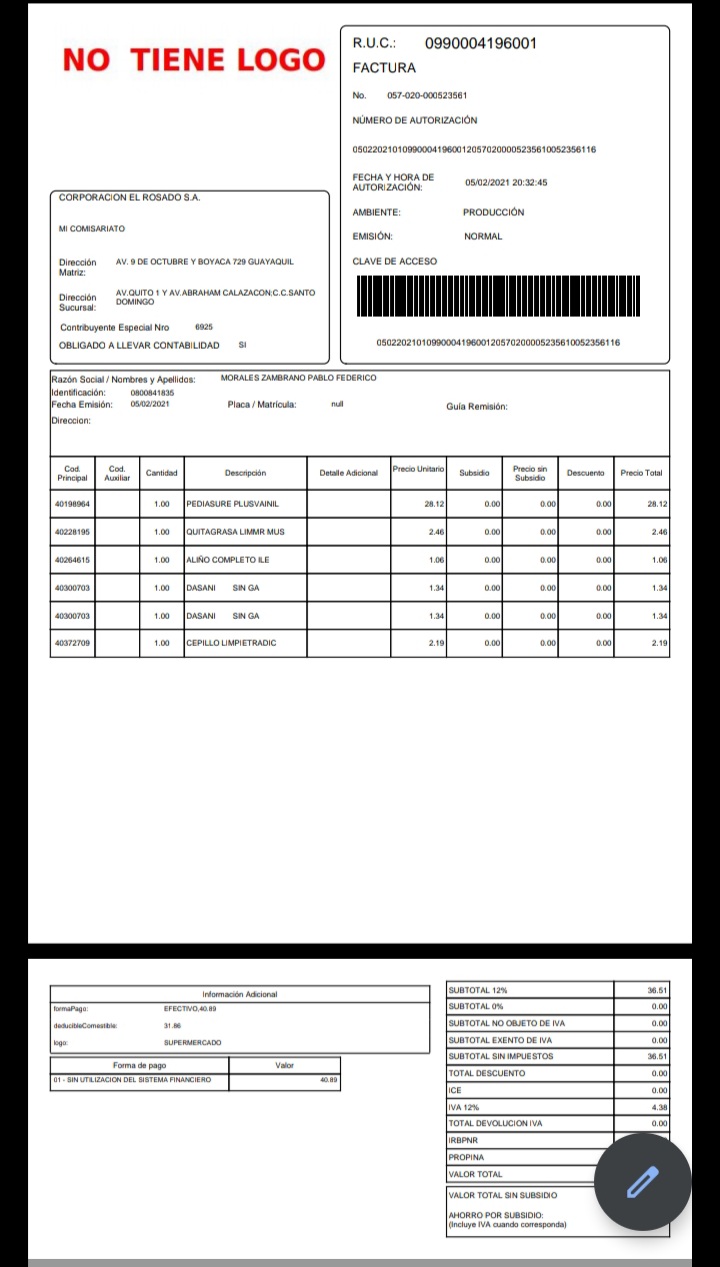 NO TIENE LOGO
R.U.C.: 0990004196001
FACTURA
No. 057-020-000523561
NÚMERO DE AUTORIZACIÓN
0502202101099000419600120570200005235610052356116
FECHA Y HORA DE AUTORIZACIÓN: 05/02/2021 20:32:45
AMBIENTE: PRODUCCIÓN
EMISIÓN: NORMAL
CLAVE DE ACCESO
0502202101099000419600120570200005235610052356116
CORPORACION EL ROSADO S.A.
MI COMISARIATO
Dirección Matriz: AV. 9 DE OCTUBRE Y BOYACA 729 GUAYAQUIL
Dirección Sucursal: AV.QUITO 1 Y AV.ABRAHAM CALAZACON;C.C.SANTO DOMINGO
Contribuyente Especial Nro 6925
OBLIGADO A LLEVAR CONTABILIDAD SI
Razón Social / Nombres y Apellidos: MORALES ZAMBRANO PABLO FEDERICO
Identificación: 0800841835
Fecha Emisión: 05/02/2021 Placa / Matrícula: null Guía Remisión:
Direccion:
Cod. Principal Cod. Auxiliar Cantidad Descripción Detalle Adicional Precio Unitario Subsidio Precio sin Subsidio Descuento Precio Total
40198964 1.00 PEDIASURE PLUSVAINIL 28.12 0.00 0.00 0.00 28.12
40228195 1.00 QUITAGRASA LIMMR MUS 2.46 0.00 0.00 0.00 2.46
40264615 1.00 ALIÑO COMPLETO ILE 1.06 0.00 0.00 0.00 1.06
40300703 1.00 DASANI SIN GA 1.34 0.00 0.00 0.00 1.34
40300703 1.00 DASANI SIN GA 1.34 0.00 0.00 0.00 1.34
40372709 1.00 CEPILLO LIMPIETRADIC 2.19 0.00 0.00 0.00 2.19
Información Adicional
formaPago: EFECTIVO,40.89
deducibleComestible: 31.86
logo: SUPERMERCADO
Forma de pago Valor
01 - SIN UTILIZACION DEL SISTEMA FINANCIERO 40.89
SUBTOTAL 12% 36.51
SUBTOTAL 0% 0.00
SUBTOTAL NO OBJETO DE IVA 0.00
SUBTOTAL EXENTO DE IVA 0.00
SUBTOTAL SIN IMPUESTOS 36.51
TOTAL DESCUENTO 0.00
ICE 0.00
IVA 12% 4.38
TOTAL DEVOLUCION IVA 0.00
IRBPNR
PROPINA
VALOR TOTAL
VALOR TOTAL SIN SUBSIDIO
AHORRO POR SUBSIDIO:
(Incluye IVA cuando corresponda)